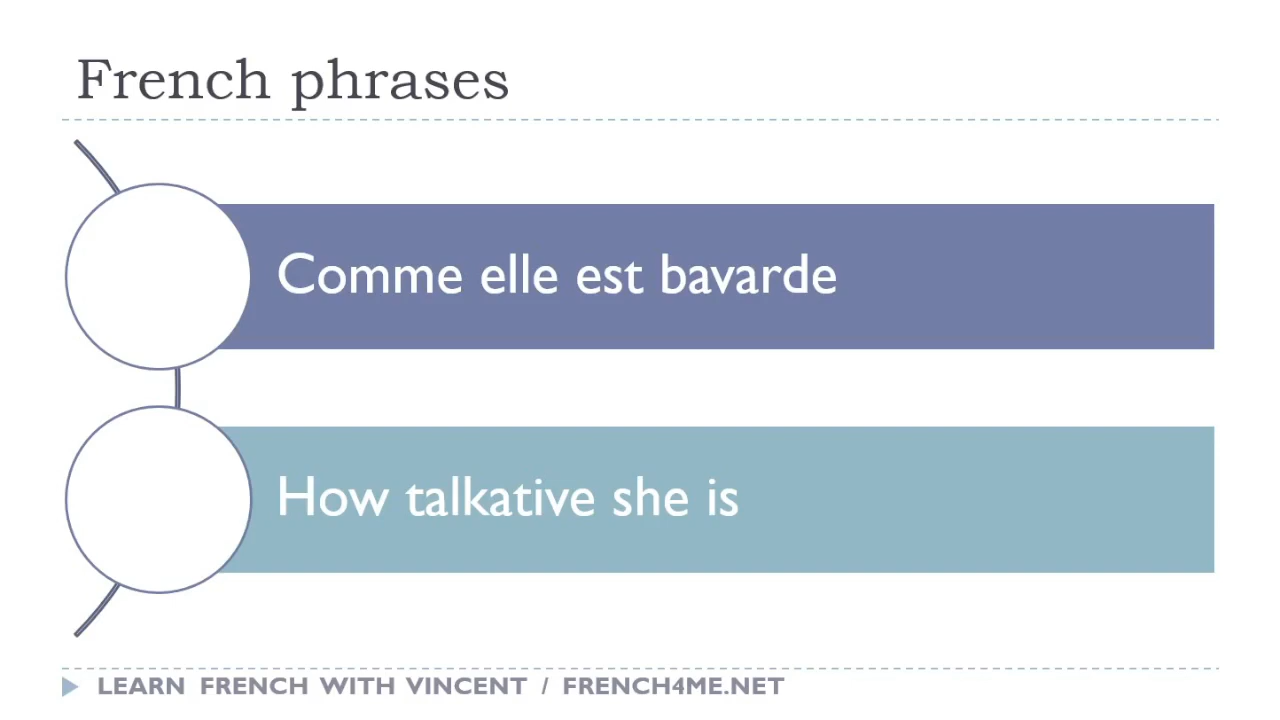 French phrases
Comme elle est bavarde
How talkative she is
LEARN FRENCH WITH VINCENT / FRENCH4ME.NET